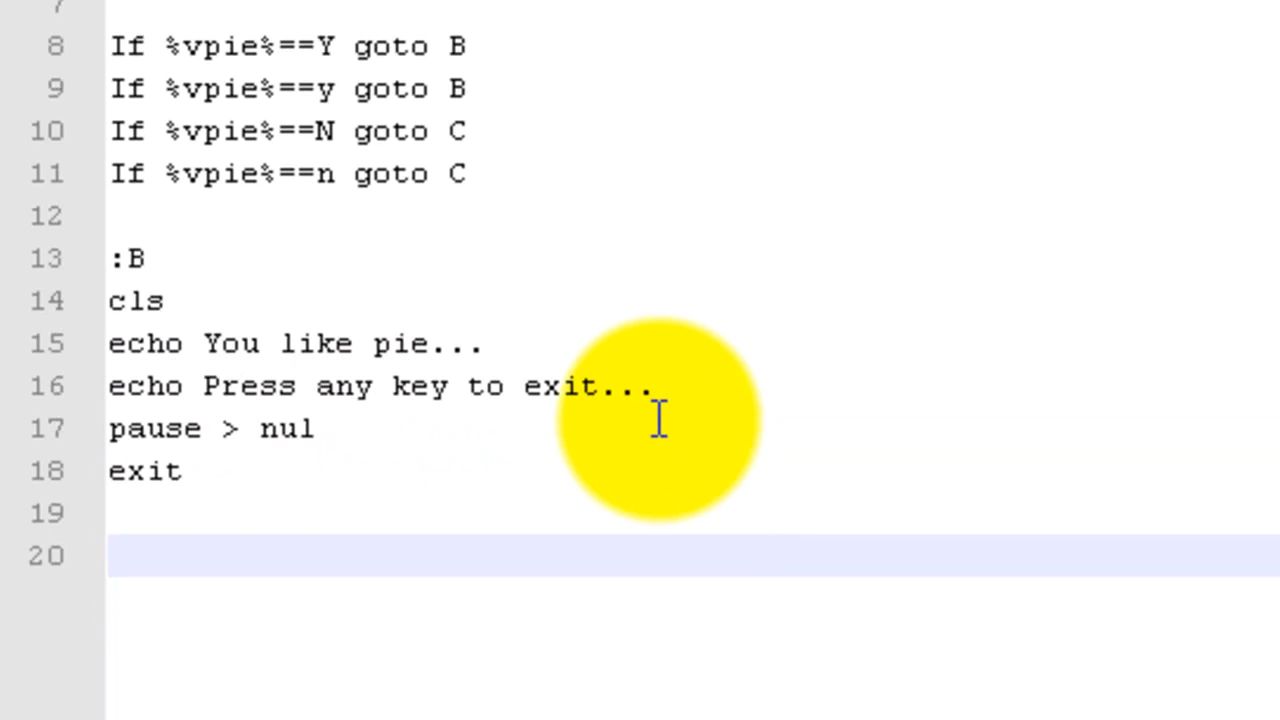 7
8 If %vpie%==Y goto B
9 If %vpie%==y goto B
10 If %vpie%==N goto C
11 If %vpie%==n goto C
12
13 :B
14 cls
15 echo You like pie...
16 echo Press any key to exit...
17 pause > nul
18 exit
19
20